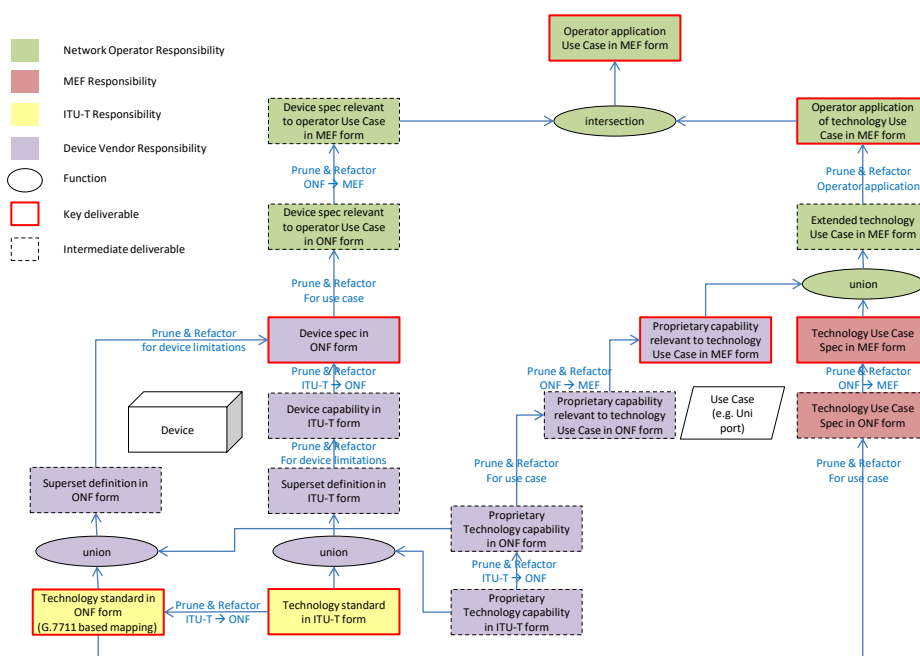 Network Operator Responsibility
MEF Responsibility
ITU-T Responsibility
Device Vendor Responsibility
Function
Key deliverable
Intermediate deliverable
Operator application
Use Case in MEF form
Device spec relevant
to operator Use Case
in MEF form
intersection
Operator application
of technology Use
Case in MEF form
Prune & Refactor
ONF → MEF
Prune & Refactor
Operator application
Device spec relevant
to operator Use Case
in ONF form
Extended technology
Use Case in MEF form
union
Prune & Refactor
For use case
Prune & Refactor
for device limitations
Device spec in
ONF form
Proprietary capability
relevant to technology
Use Case in MEF form
Technology Use Case
Spec in MEF form
Prune & Refactor
ITU-T → ONF
Prune & Refactor
ONF → MEF
Prune & Refactor
ONF → MEF
Device
Device capability in
ITU-T form
Proprietary capability
relevant to technology
Use Case in ONF form
Use Case
(e.g. Uni
port)
Technology Use Case
Spec in ONF form
Prune & Refactor
For device limitations
Prune & Refactor
For use case
Prune & Refactor
For use case
Superset definition in
ONF form
Superset definition in
ITU-T form
Proprietary
Technology capability
in ONF form
union
union
Prune & Refactor
ITU-T → ONF
Technology standard in
ONF form
(G.7711 based mapping)
Prune & Refactor
ITU-T → ONF
Technology standard
in ITU-T form
Proprietary
Technology capability
in ITU-T form